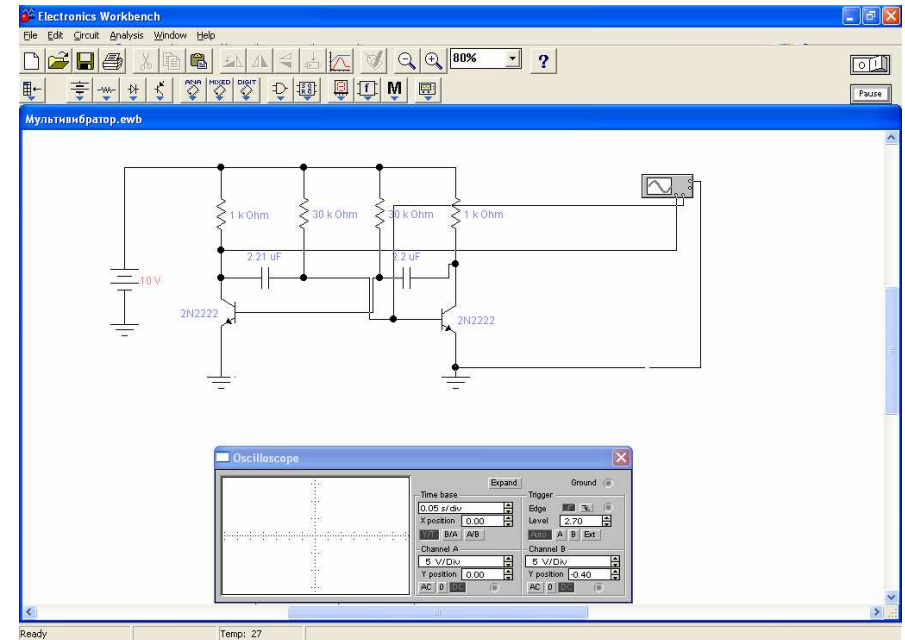 Electronics Workbench
File Edit Circuit Analysis Window Help
80% ?
ANA MIXED DIGIT M
Pause
Мультивибратор.ewb
1 k Ohm 30 k Ohm 30 k Ohm 1 k Ohm
2.21 uF 2.2 uF
10 V
2N2222 2N2222
Oscilloscope
Expand Ground
Time base Trigger
0.05 s/div Edge
X position 0.00 Level 2.70
Y/T B/A A/B Auto A B Ext
Channel A Channel B
5 V/Div 5 V/Div
Y position 0.00 Y position -0.40
AC 0 DC AC 0 DC
Ready Temp: 27